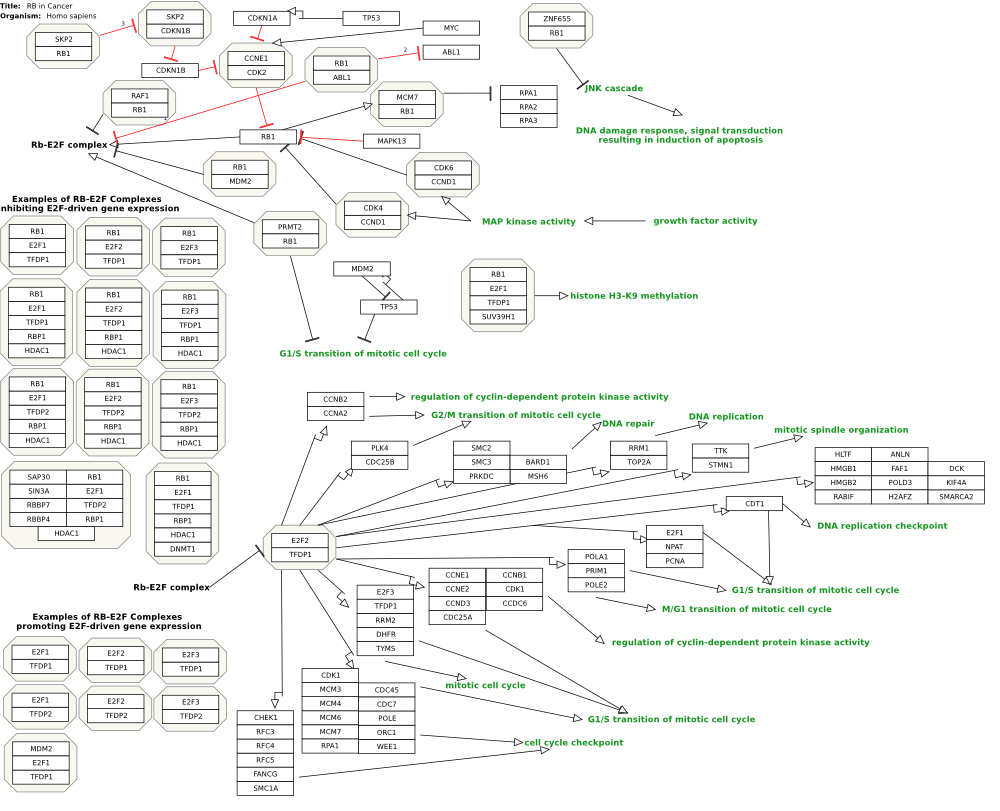 Title: RB in Cancer
Organism: Homo sapiens
SKP2
RB1
3
SKP2
CDKN1B
CDKN1B
CDKN1A
TP53
MYC
CCNE1
CDK2
RB1
ABL1
2
ABL1
ZNF655
RB1
JNK cascade
DNA damage response, signal transduction
resulting in induction of apoptosis
RAF1
RB1
MCM7
RB1
RPA1
RPA2
RPA3
Rb-E2F complex
RB1
MAPK13
RB1
MDM2
CDK6
CCND1
CDK4
CCND1
MAP kinase activity
growth factor activity
PRMT2
RB1
MDM2
TP53
G1/S transition of mitotic cell cycle
RB1
E2F1
TFDP1
SUV39H1
histone H3-K9 methylation
Examples of RB-E2F Complexes
nhibiting E2F-driven gene expression
RB1
E2F1
TFDP1
RB1
E2F2
TFDP1
RB1
E2F3
TFDP1
RB1
E2F1
TFDP1
RBP1
HDAC1
RB1
E2F2
TFDP1
RBP1
HDAC1
RB1
E2F3
TFDP1
RBP1
HDAC1
RB1
E2F1
TFDP2
RBP1
HDAC1
RB1
E2F2
TFDP2
RBP1
HDAC1
RB1
E2F3
TFDP2
RBP1
HDAC1
SAP30 RB1
SIN3A E2F1
RBBP7 TFDP2
RBBP4 RBP1
HDAC1
RB1
E2F1
TFDP1
RBP1
HDAC1
DNMT1
Rb-E2F complex
Examples of RB-E2F Complexes
promoting E2F-driven gene expression
E2F1
TFDP1
E2F2
TFDP1
E2F3
TFDP1
E2F1
TFDP2
E2F2
TFDP2
E2F3
TFDP2
MDM2
E2F1
TFDP1
E2F2
TFDP1
CCNB2
CCNA2
regulation of cyclin-dependent protein kinase activity
G2/M transition of mitotic cell cycle
PLK4
CDC25B
SMC2
SMC3
PRKDC
BARD1
MSH6
DNA repair
RRM1
TOP2A
DNA replication
TTK
STMN1
mitotic spindle organization
HLTF ANLN
HMGB1 FAF1 DCK
HMGB2 POLD3 KIF4A
RABIF H2AFZ SMARCA2
CDT1
DNA replication checkpoint
E2F1
NPAT
PCNA
G1/S transition of mitotic cell cycle
POLA1
PRIM1
POLE2
M/G1 transition of mitotic cell cycle
CCNE1 CCNB1
CCNE2 CDK1
CCND3 CCDC6
CDC25A
regulation of cyclin-dependent protein kinase activity
E2F3
TFDP1
RRM2
DHFR
TYMS
mitotic cell cycle
CDK1
MCM3
MCM4
MCM6
MCM7
RPA1
CDC45
CDC7
POLE
ORC1
WEE1
G1/S transition of mitotic cell cycle
cell cycle checkpoint
CHEK1
RFC3
RFC4
RFC5
FANCG
SMC1A